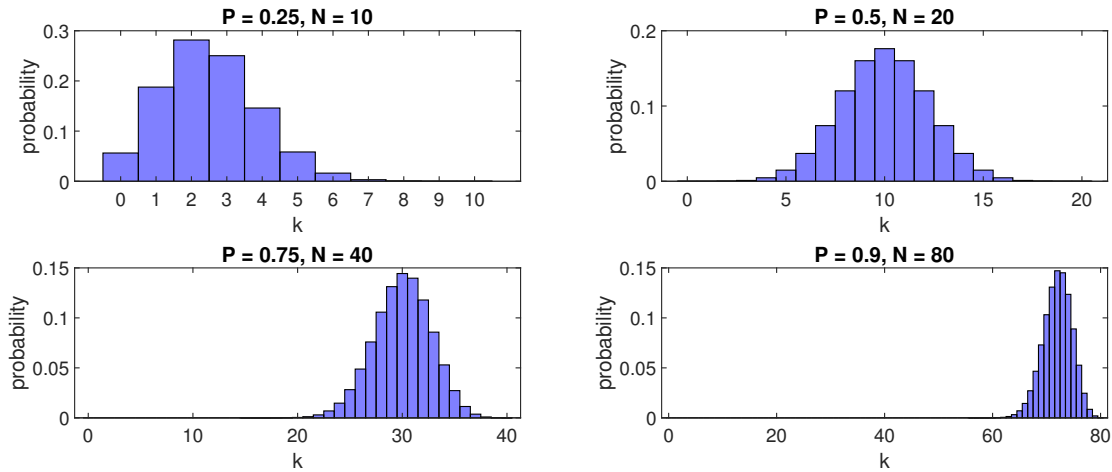 P = 0.25, N = 10
probability
0.3
0.2
0.1
0
0 1 2 3 4 5 6 7 8 9 10
k
P = 0.5, N = 20
probability
0.2
0.1
0
0 5 10 15 20
k
P = 0.75, N = 40
probability
0.15
0.1
0.05
0
0 10 20 30 40
k
P = 0.9, N = 80
probability
0.15
0.1
0.05
0
0 20 40 60 80
k